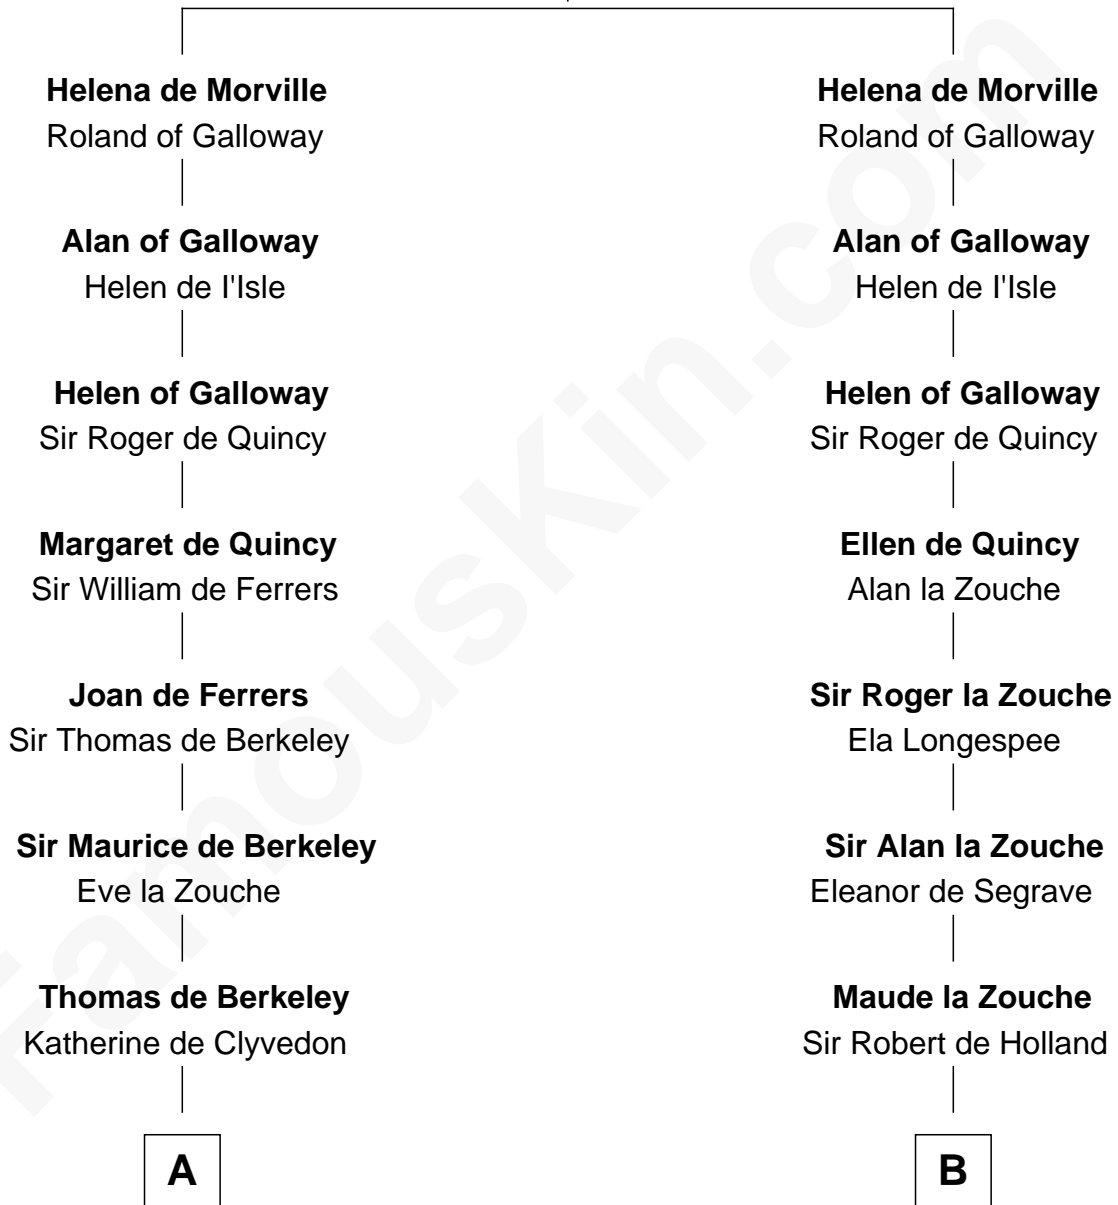 Helena de Morville
Roland of Galloway
Alan of Galloway
Helen de I'Isle
Helen of Galloway
Sir Roger de Quincy
Margaret de Quincy
Sir William de Ferrers
Joan de Ferrers
Sir Thomas de Berkeley
Sir Maurice de Berkeley
Eve la Zouche
Thomas de Berkeley
Katherine de Clyvedon
A
Helena de Morville
Roland of Galloway
Alan of Galloway
Helen de I'Isle
Helen of Galloway
Sir Roger de Quincy
Ellen de Quincy
Alan la Zouche
Sir Roger la Zouche
Ela Longespee
Sir Alan la Zouche
Eleanor de Segrave
Maude la Zouche
Sir Robert de Holland
B
FamousKin.com